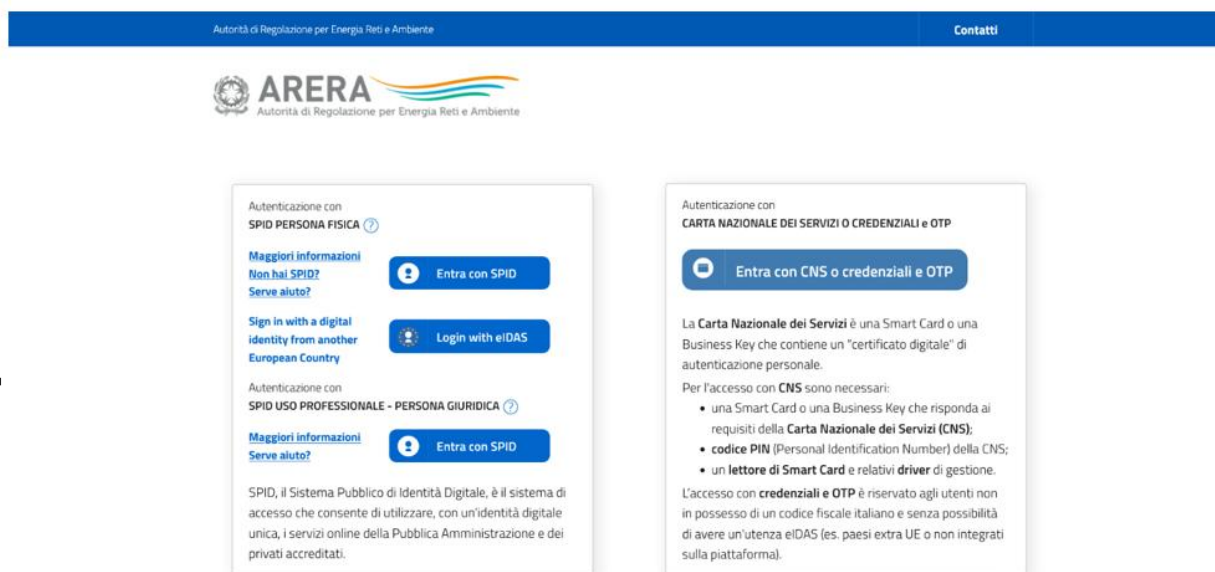 Autorità di Regolazione per Energia Reti e Ambiente
Contatti
ARERA
Autorità di Regolazione per Energia Reti e Ambiente
Autenticazione con
SPID PERSONA FISICA ?
Maggiori informazioni
Non hai SPID?
Serve aiuto?
Entra con SPID
Sign in with a digital
identity from another
European Country
Login with eIDAS
Autenticazione con
SPID USO PROFESSIONALE - PERSONA GIURIDICA ?
Maggiori informazioni
Serve aiuto?
Entra con SPID
SPID, il Sistema Pubblico di Identità Digitale, è il sistema di
accesso che consente di utilizzare, con un'identità digitale
unica, i servizi online della Pubblica Amministrazione e dei
privati accreditati.
Autenticazione con
CARTA NAZIONALE DEI SERVIZI O CREDENZIALI e OTP
Entra con CNS o credenziali e OTP
La Carta Nazionale dei Servizi è una Smart Card o una
Business Key che contiene un "certificato digitale" di
autenticazione personale.
Per l'accesso con CNS sono necessari:
• una Smart Card o una Business Key che risponda ai
requisiti della Carta Nazionale dei Servizi (CNS);
• codice PIN (Personal Identification Number) della CNS;
• un lettore di Smart Card e relativi driver di gestione.
L'accesso con credenziali e OTP è riservato agli utenti non
in possesso di un codice fiscale italiano e senza possibilità
di avere un'utenza eIDAS (es. paesi extra UE o non integrati
sulla piattaforma).